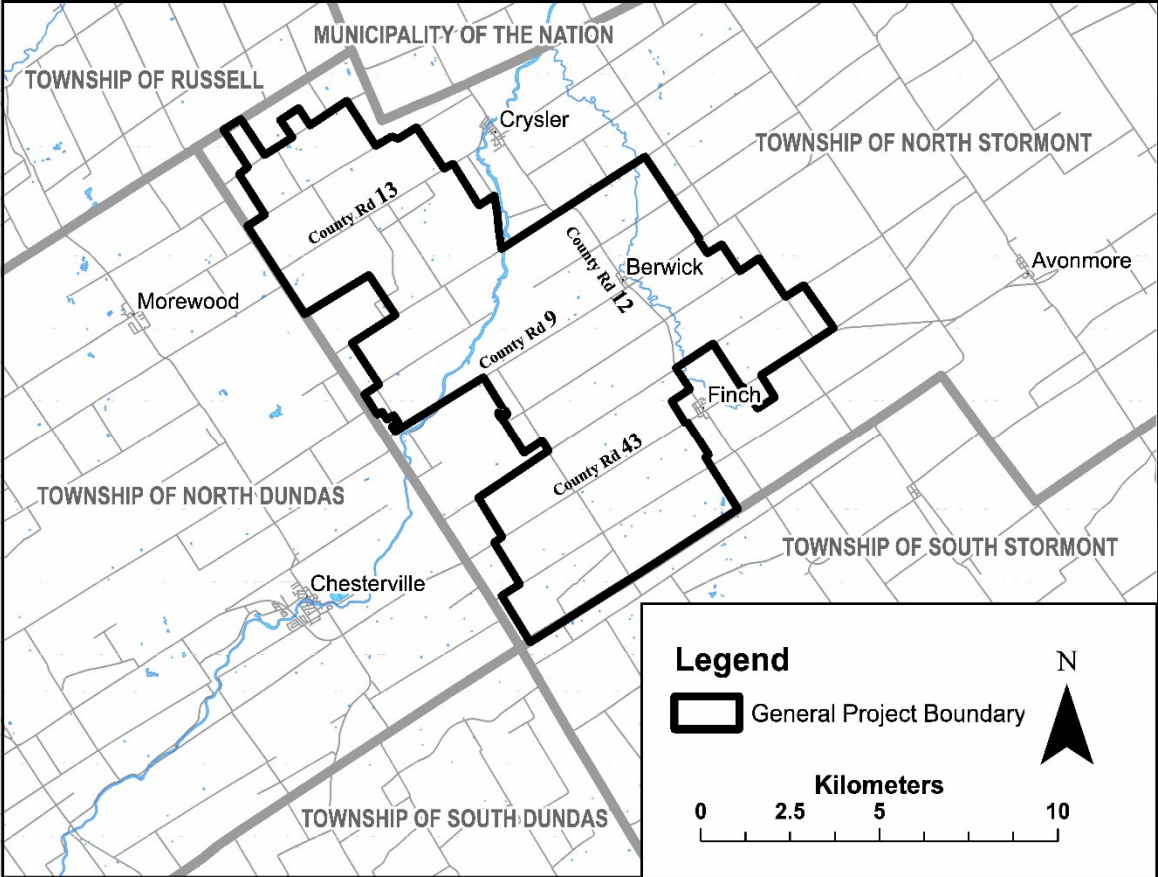 MUNICIPALITY OF THE NATION
TOWNSHIP OF RUSSELL
Crysler
TOWNSHIP OF NORTH STORMONT
County Rd 13
County Rd 12
Berwick
Avonmore
Morewood
County Rd 9
Finch
County Rd 43
TOWNSHIP OF NORTH DUNDAS
TOWNSHIP OF SOUTH STORMONT
Chesterville
TOWNSHIP OF SOUTH DUNDAS
Legend
N
General Project Boundary
Kilometers
0 2.5 5 10